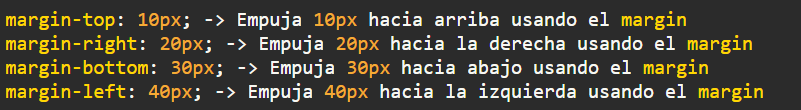 margin-top: 10px; -> Empuja 10px hacia arriba usando el margin
margin-right: 20px; -> Empuja 20px hacia la derecha usando el margin
margin-bottom: 30px; -> Empuja 30px hacia abajo usando el margin
margin-left: 40px; -> Empuja 40px hacia la izquierda usando el margin